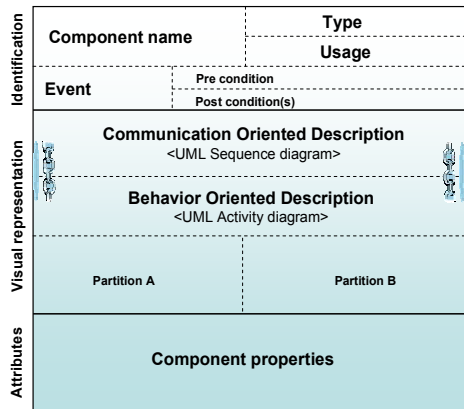 Identification
Component name
Type
Usage
Event
Pre condition
Post condition(s)
Visual representation
Communication Oriented Description
<UML Sequence diagram>
Behavior Oriented Description
<UML Activity diagram>
Partition A
Partition B
Attributes
Component properties